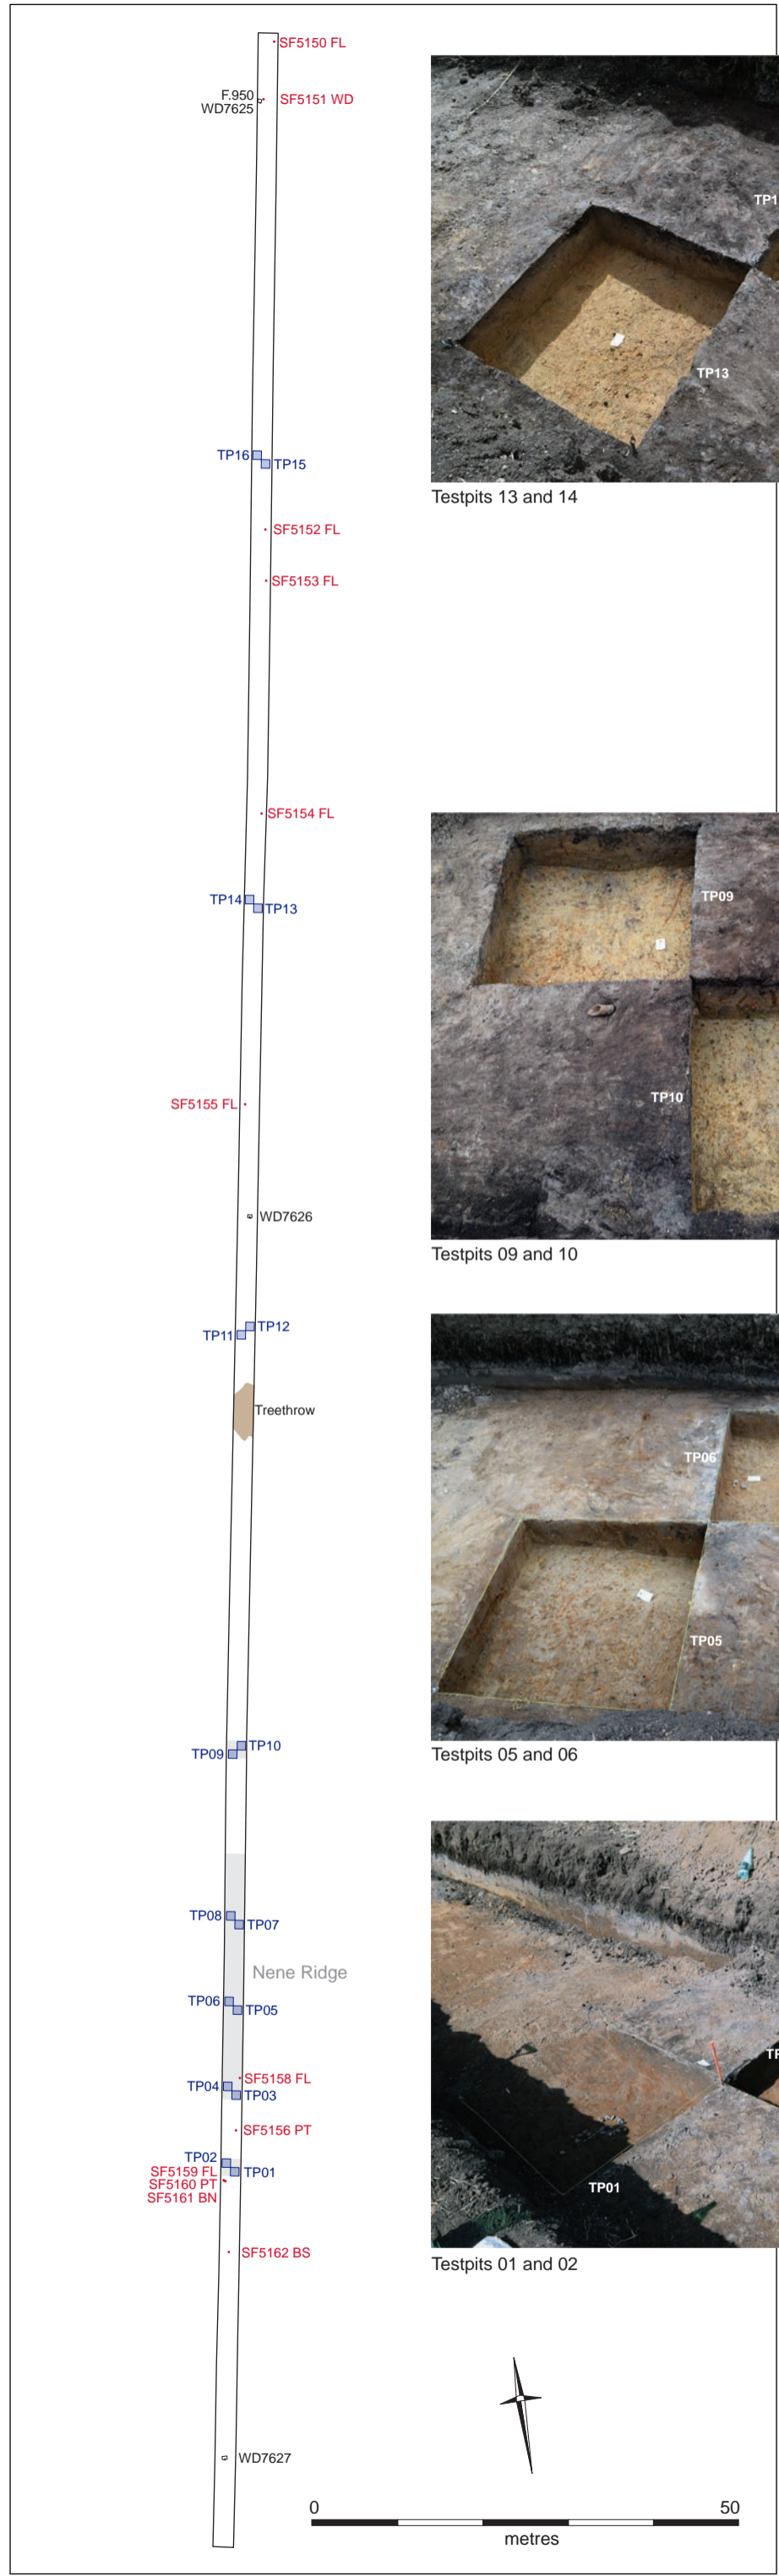 SF5150 FL
F.950
WD7625
SF5151 WD
TP1
TP13
TP16
TP15
Testpits 13 and 14
SF5152 FL
SF5153 FL
SF5154 FL
TP14
TP13
TP09
TP10
SF5155 FL
WD7626
Testpits 09 and 10
TP12
TP11
Treethrow
TP06
TP05
TP10
TP09
Testpits 05 and 06
TP08
TP07
Nene Ridge
TP06
TP05
SF5158 FL
TP04
TP03
TP
SF5156 PT
TP02
SF5159 FL
TP01
SF5160 PT
SF5161 BN
TP01
SF5162 BS
Testpits 01 and 02
WD7627
0
50
metres